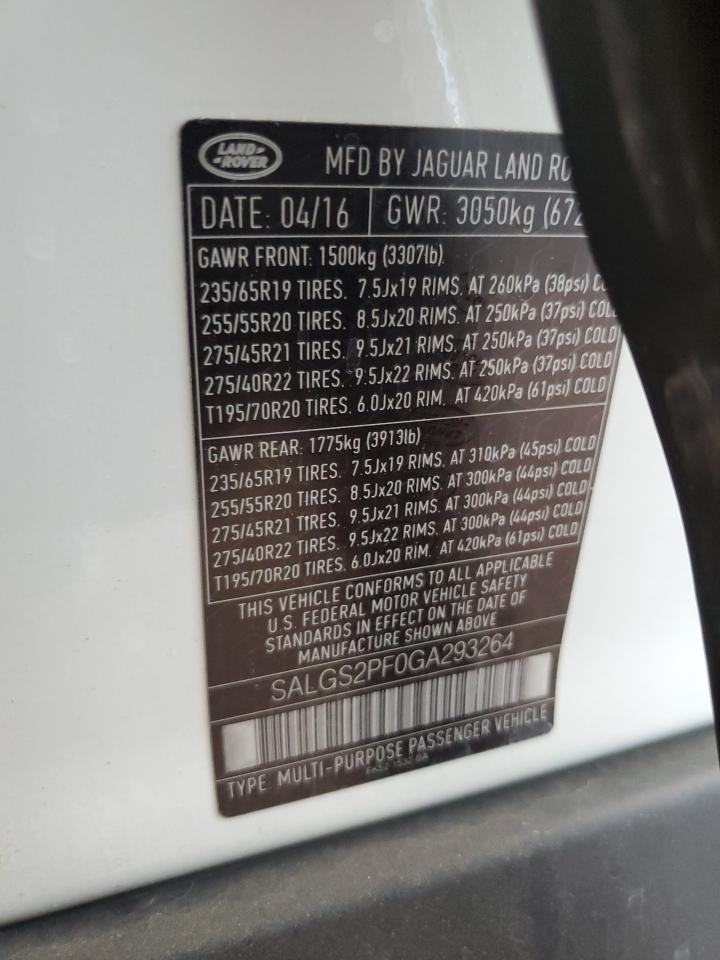 LAND-
-ROVER
MFD BY JAGUAR LAND RO
DATE: 04/16 GWR: 3050kg (672
GAWR FRONT: 1500kg (3307lb)
235/65R19 TIRES. 7.5Jx19 RIMS. AT 260kPa (38psi) CO
255/55R20 TIRES. 8.5Jx20 RIMS. AT 250kPa (37psi) COL
275/45R21 TIRES. 9.5Jx21 RIMS. AT 250kPa (37psi) COLD
275/40R22 TIRES. 9.5Jx22 RIMS. AT 250kPa (37psi) COLD
T195/70R20 TIRES. 6.0Jx20 RIM. AT 420kPa (61psi) COLD
GAWR REAR: 1775kg (3913lb)
235/65R19 TIRES. 7.5Jx19 RIMS. AT 310kPa (45psi) COLD
255/55R20 TIRES. 8.5Jx20 RIMS. AT 300kPa (44psi) COLD
275/45R21 TIRES. 9.5Jx21 RIMS. AT 300kPa (44psi) COLD
275/40R22 TIRES. 9.5Jx22 RIMS. AT 300kPa (44psi) COLD
T195/70R20 TIRES. 6.0Jx20 RIM. AT 420kPa (61psi) COLD
THIS VEHICLE CONFORMS TO ALL APPLICABLE
U.S. FEDERAL MOTOR VEHICLE SAFETY
STANDARDS IN EFFECT ON THE DATE OF
MANUFACTURE SHOWN ABOVE
SALGS2PF0GA293264
TYPE: MULTI-PURPOSE PASSENGER VEHICLE